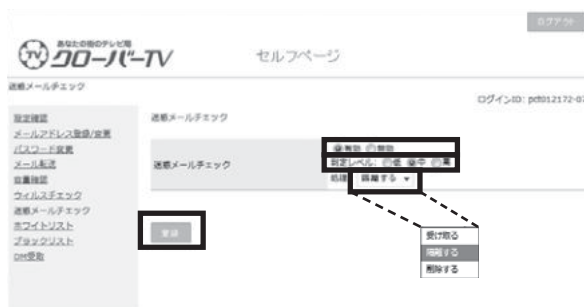 ログアウト
あなたの街のテレビ局
クローバーTV
セルフページ
迷惑メールチェック
ログインID: pct012172-07
設定確認
メールアドレス登録/変更
パスワード変更
メール転送
容量確認
ウィルスチェック
迷惑メールチェック
ホワイトリスト
ブラックリスト
DM受取
迷惑メールチェック
迷惑メールチェック
有効 無効
判定レベル: 低 中 高
処理: 隔離する
登録
受け取る
隔離する
削除する